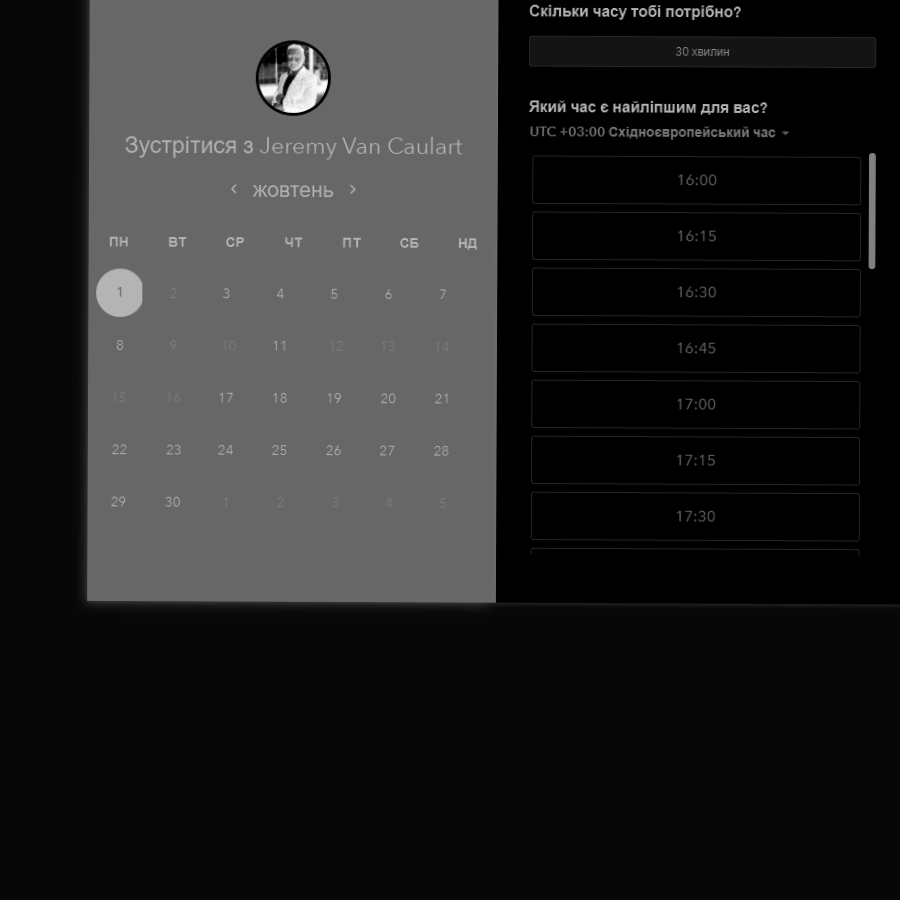 Зустрітися з Jeremy Van Caulart
жовтень
ПН ВТ СР ЧТ ПТ СБ НД
1 2 3 4 5 6 7
8 9 10 11 12 13 14
15 16 17 18 19 20 21
22 23 24 25 26 27 28
29 30 1 2 3 4 5
Скільки часу тобі потрібно?
30 хвилин
Який час є найліпшим для вас?
UTC +03:00 Східноєвропейський час
16:00
16:15
16:30
16:45
17:00
17:15
17:30